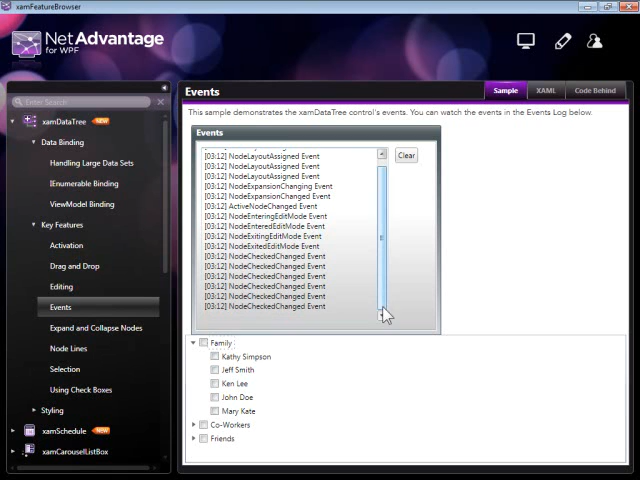 xamFeatureBrowser
NetAdvantage
for WPF
Enter Search
xamDataTree NEW
Data Binding
Handling Large Data Sets
IEnumerable Binding
ViewModel Binding
Key Features
Activation
Drag and Drop
Editing
Events
Expand and Collapse Nodes
Node Lines
Selection
Using Check Boxes
Styling
xamSchedule NEW
xamCarouselListBox
Events
Sample
XAML
Code Behind
This sample demonstrates the xamDataTree control's events. You can watch the events in the Events Log below.
Events
[03:12] NodeLayoutAssigned Event
[03:12] NodeLayoutAssigned Event
[03:12] NodeLayoutAssigned Event
[03:12] NodeExpansionChanging Event
[03:12] NodeExpansionChanged Event
[03:12] ActiveNodeChanged Event
[03:12] NodeEnteringEditMode Event
[03:12] NodeEnteredEditMode Event
[03:12] NodeExitingEditMode Event
[03:12] NodeExitedEditMode Event
[03:12] NodeCheckedChanged Event
[03:12] NodeCheckedChanged Event
[03:12] NodeCheckedChanged Event
[03:12] NodeCheckedChanged Event
[03:12] NodeCheckedChanged Event
[03:12] NodeCheckedChanged Event
Clear
Family
Kathy Simpson
Jeff Smith
Ken Lee
John Doe
Mary Kate
Co-Workers
Friends